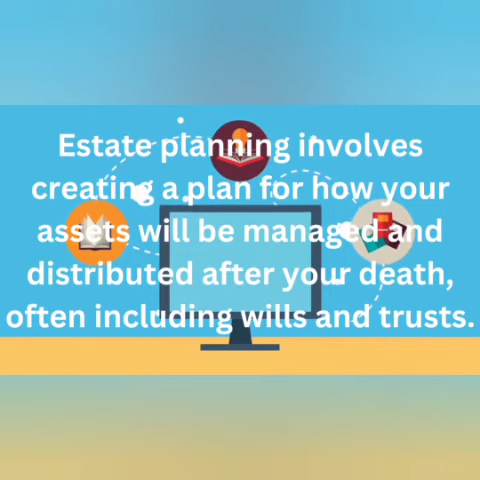 Estate planning involves
creating a plan for how your
assets will be managed and
distributed after your death,
often including wills and trusts.